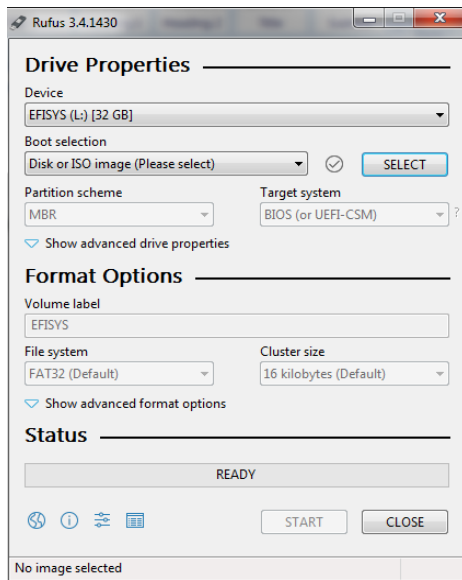 Rufus 3.4.1430
Drive Properties
Device
EFISYS (L:) [32 GB]
Boot selection
Disk or ISO image (Please select)
SELECT
Partition scheme
Target system
MBR
BIOS (or UEFI-CSM)
?
Show advanced drive properties
Format Options
Volume label
EFISYS
File system
Cluster size
FAT32 (Default)
16 kilobytes (Default)
Show advanced format options
Status
READY
START
CLOSE
No image selected